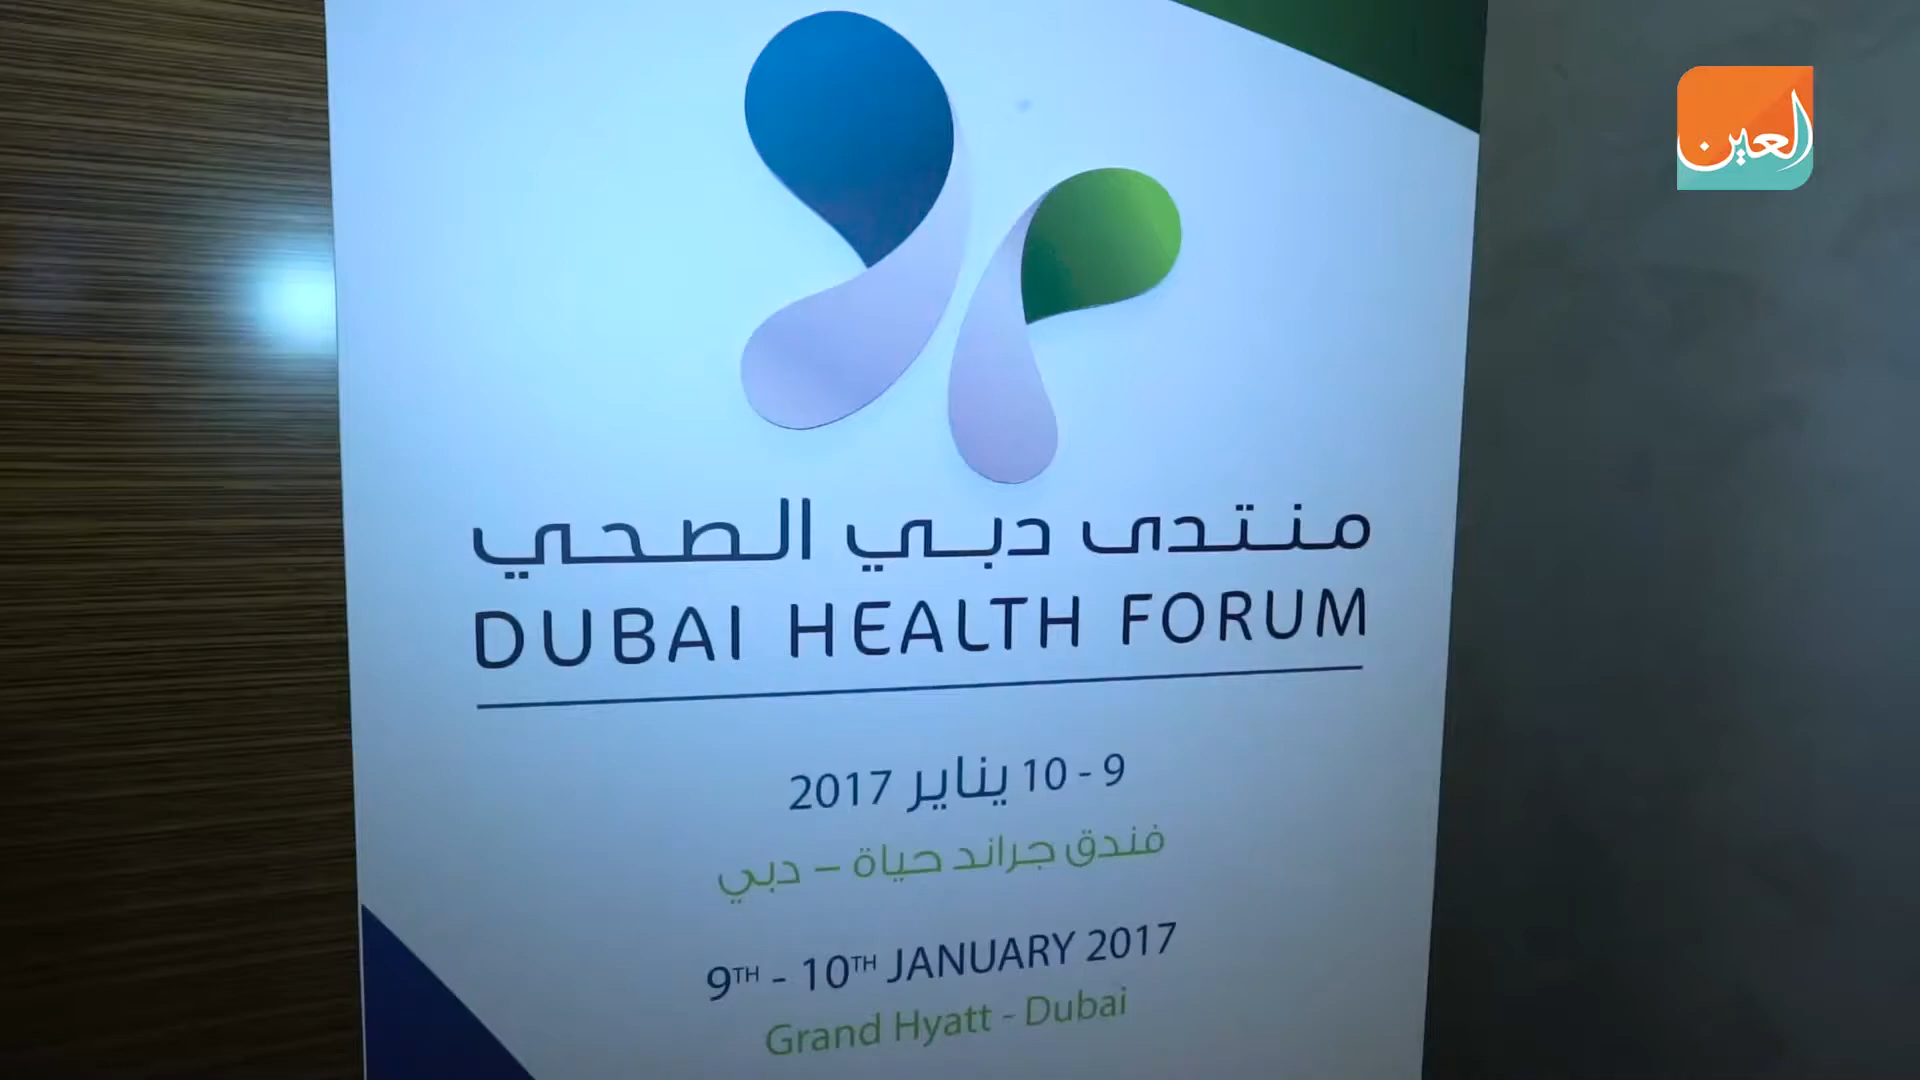 العين
منتدى دبي الصحي
DUBAI HEALTH FORUM
9 - 10 يناير 2017
فندق جراند حياة – دبي
9TH - 10TH JANUARY 2017
Grand Hyatt - Dubai